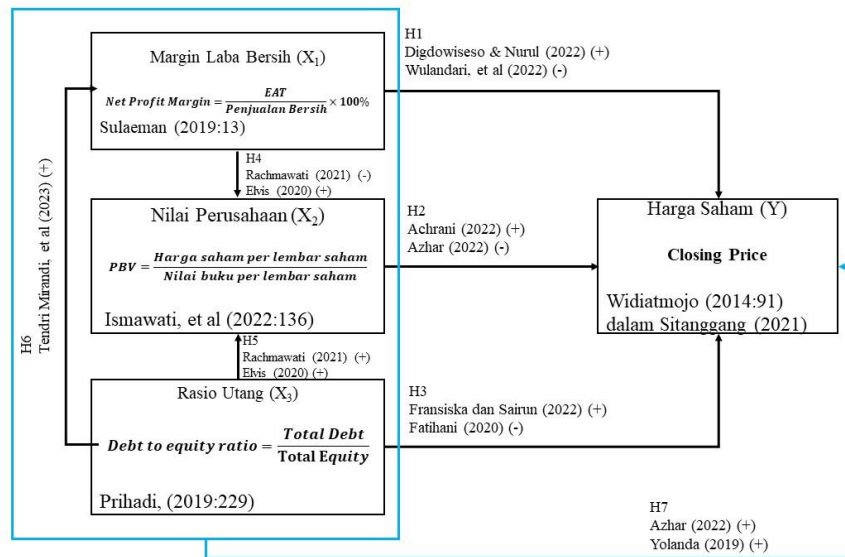 Margin Laba Bersih (X₁)
Net Profit Margin = EAT / Penjualan Bersih × 100%
Sulaeman (2019:13)
H1
Digdowiseso & Nurul (2022) (+)
Wulandari, et al (2022) (-)
H4
Rachmawati (2021) (-)
Elvis (2020) (+)
Nilai Perusahaan (X₂)
PBV = Harga saham per lembar saham / Nilai buku per lembar saham
Ismawati, et al (2022:136)
H2
Achrani (2022) (+)
Azhar (2022) (-)
Harga Saham (Y)
Closing Price
Widiatmojo (2014:91)
dalam Sitanggang (2021)
H5
Rachmawati (2021) (+)
Elvis (2020) (+)
Rasio Utang (X₃)
Debt to equity ratio = Total Debt / Total Equity
Prihadi, (2019:229)
H3
Fransiska dan Sairun (2022) (+)
Fatihani (2020) (-)
H6
Tendri Mirandi, et al (2023) (+)
H7
Azhar (2022) (+)
Yolanda (2019) (+)